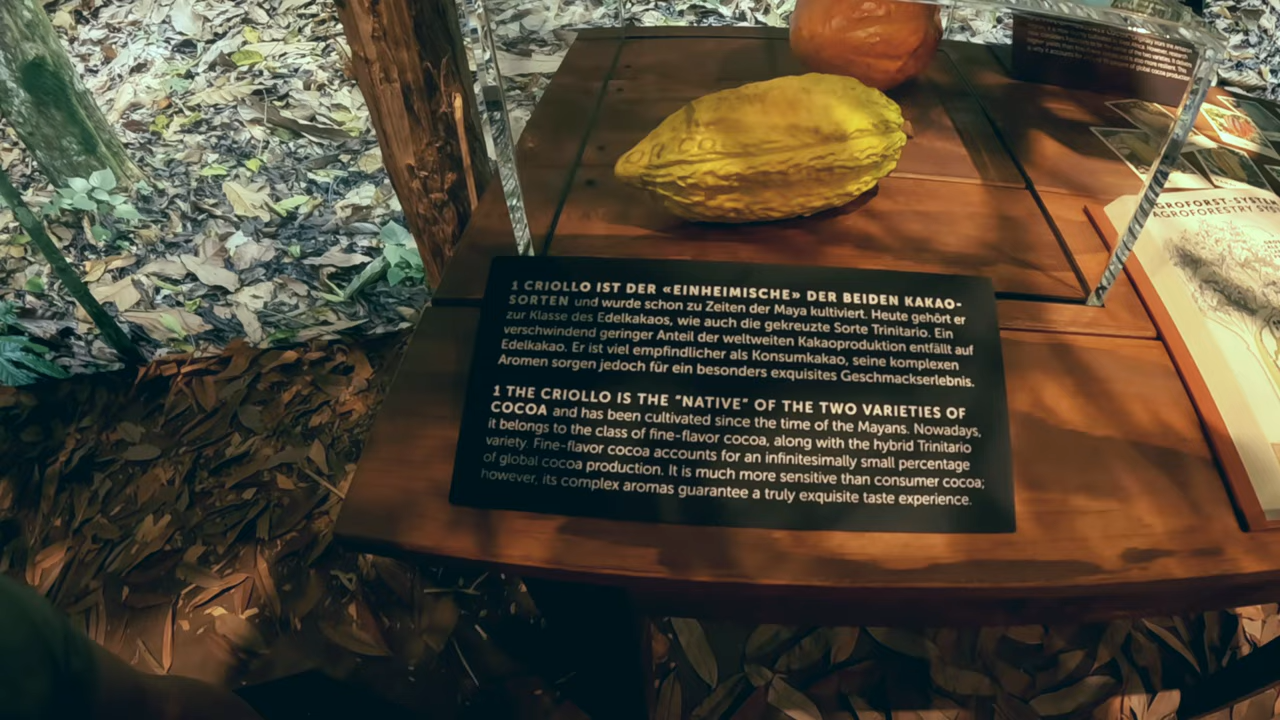 1 CRIOLLO IST DER «EINHEIMISCHE» DER BEIDEN KAKAO-
SORTEN und wurde schon zu Zeiten der Maya kultiviert. Heute gehört er
zur Klasse des Edelkakaos, wie auch die gekreuzte Sorte Trinitario. Ein
verschwindend geringer Anteil der weltweiten Kakaoproduktion entfällt auf
Edelkakao. Er ist viel empfindlicher als Konsumkakao, seine komplexen
Aromen sorgen jedoch für ein besonders exquisites Geschmackserlebnis.
1 THE CRIOLLO IS THE "NATIVE" OF THE TWO VARIETIES OF
COCOA and has been cultivated since the time of the Mayans. Nowadays,
it belongs to the class of fine-flavor cocoa, along with the hybrid Trinitario
variety. Fine-flavor cocoa accounts for an infinitesimally small percentage
of global cocoa production. It is much more sensitive than consumer cocoa;
however, its complex aromas guarantee a truly exquisite taste experience.
AGROFORST-SYSTEM
AGROFORESTRY